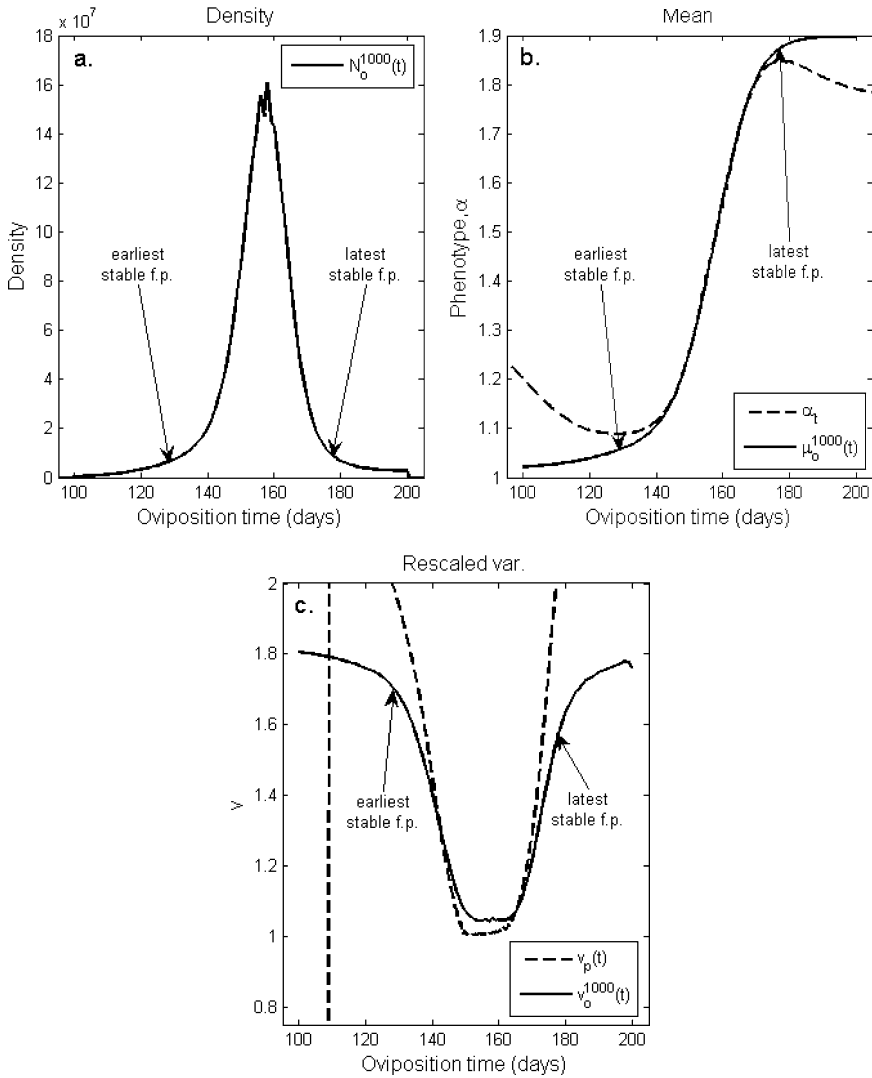 Density
x 10^7
a.
N_o^1000(t)
18
16
14
12
10
8
6
4
2
0
Density
earliest
stable f.p.
latest
stable f.p.
100
120
140
160
180
200
Oviposition time (days)
Mean
b.
1.9
1.8
1.7
1.6
1.5
1.4
1.3
1.2
1.1
1
Phenotype,α
earliest
stable f.p.
latest
stable f.p.
α_t
μ_o^1000(t)
100
120
140
160
180
200
Oviposition time (days)
Rescaled var.
c.
2
1.8
1.6
1.4
1.2
1
0.8
v
earliest
stable f.p.
latest
stable f.p.
v_p(t)
v_o^1000(t)
100
120
140
160
180
200
Oviposition time (days)